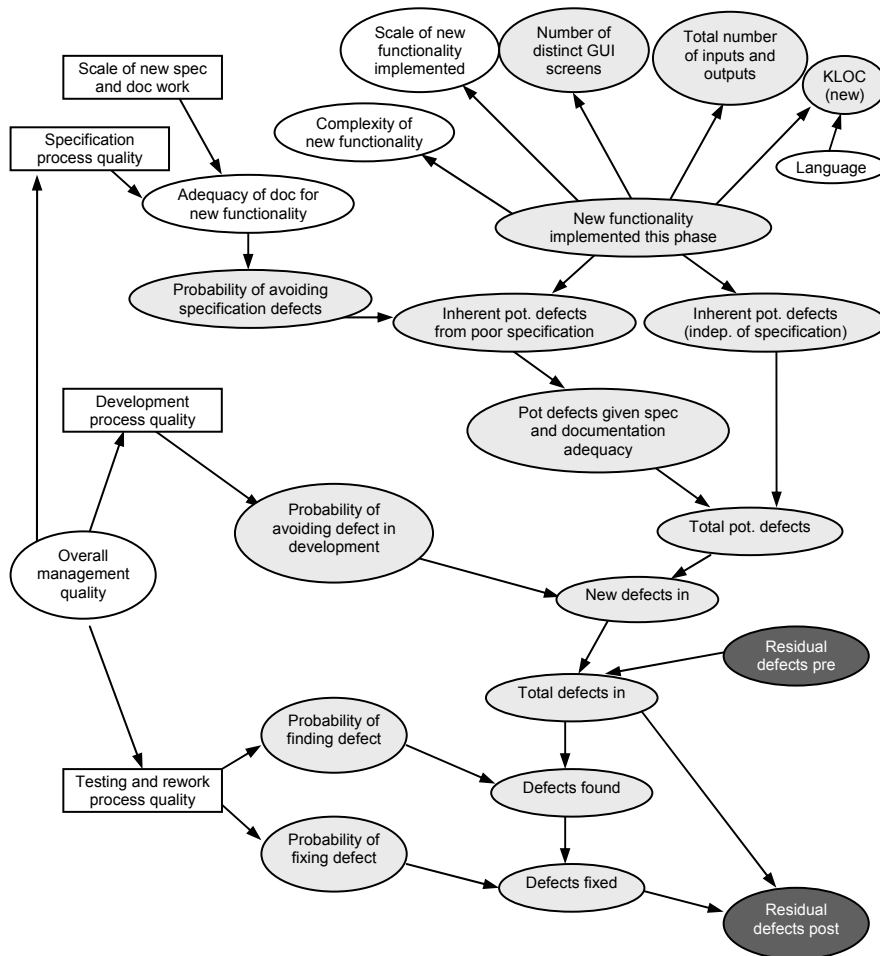 Scale of new
functionality
implemented
Number of
distinct GUI
screens
Total number
of inputs and
outputs
KLOC
(new)
Scale of new spec
and doc work
Specification
process quality
Complexity of
new functionality
Language
Adequacy of doc for
new functionality
New functionality
implemented this phase
Probability of avoiding
specification defects
Inherent pot. defects
from poor specification
Inherent pot. defects
(indep. of specification)
Development
process quality
Pot defects given spec
and documentation
adequacy
Probability of
avoiding defect in
development
Total pot. defects
Overall
management
quality
New defects in
Residual
defects pre
Total defects in
Probability of
finding defect
Testing and rework
process quality
Defects found
Probability of
fixing defect
Defects fixed
Residual
defects post